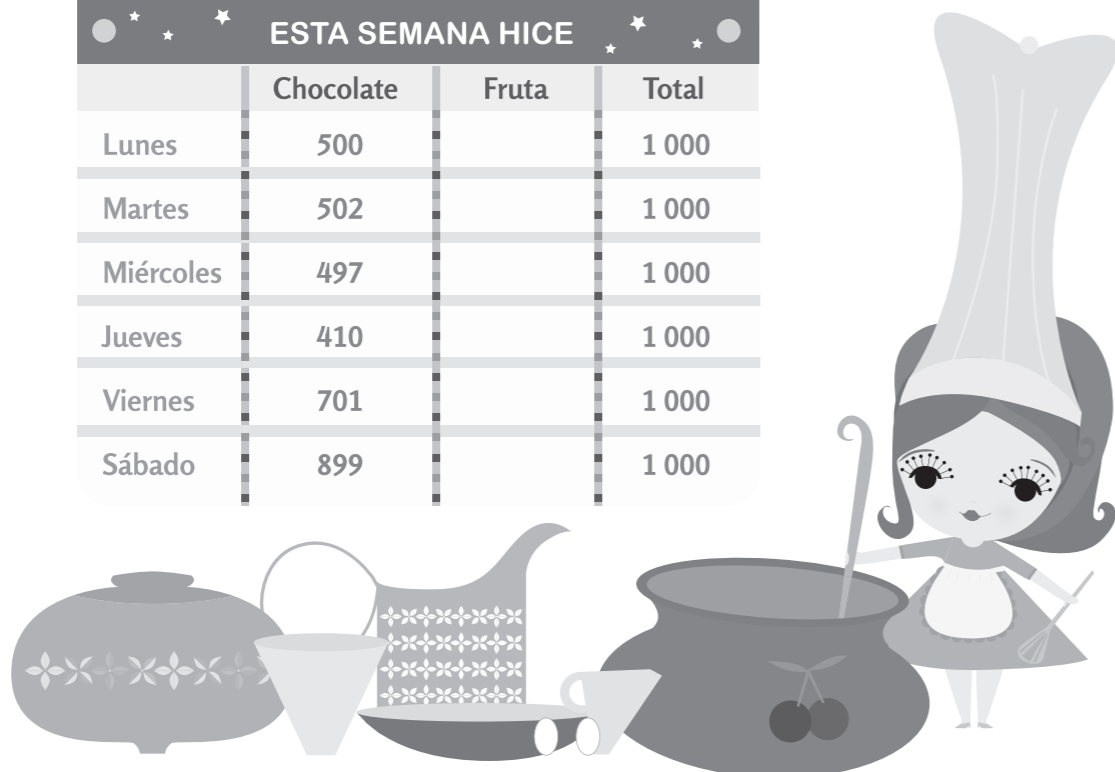 ESTA SEMANA HICE
Chocolate Fruta Total
Lunes 500 1 000
Martes 502 1 000
Miércoles 497 1 000
Jueves 410 1 000
Viernes 701 1 000
Sábado 899 1 000